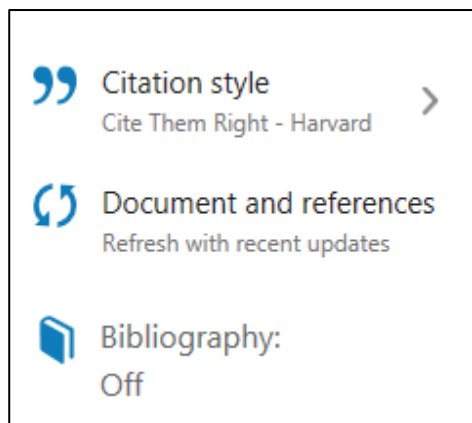 Citation style
Cite Them Right - Harvard
Document and references
Refresh with recent updates
Bibliography:
Off